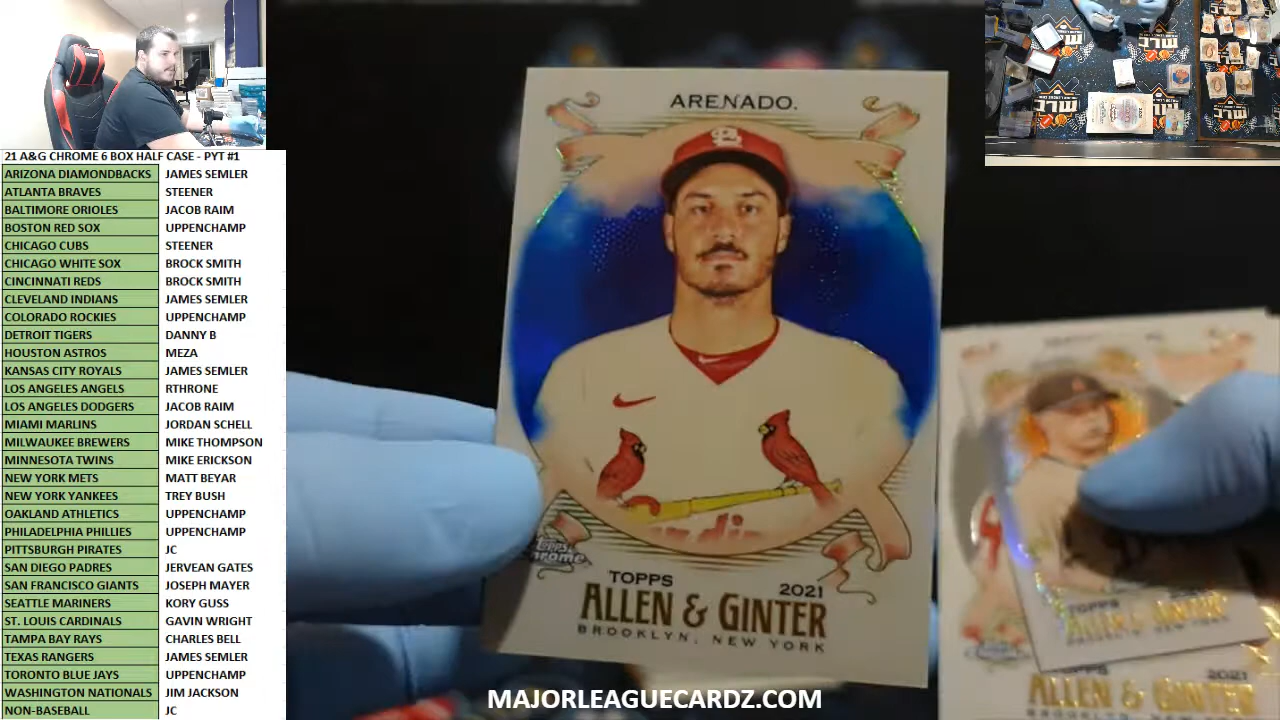 21 A&G CHROME 6 BOX HALF CASE - PYT #1
ARIZONA DIAMONDBACKS JAMES SEMLER
ATLANTA BRAVES STEENER
BALTIMORE ORIOLES JACOB RAIM
BOSTON RED SOX UPPENCHAMP
CHICAGO CUBS STEENER
CHICAGO WHITE SOX BROCK SMITH
CINCINNATI REDS BROCK SMITH
CLEVELAND INDIANS JAMES SEMLER
COLORADO ROCKIES UPPENCHAMP
DETROIT TIGERS DANNY B
HOUSTON ASTROS MEZA
KANSAS CITY ROYALS JAMES SEMLER
LOS ANGELES ANGELS RTHRONE
LOS ANGELES DODGERS JACOB RAIM
MIAMI MARLINS JORDAN SCHELL
MILWAUKEE BREWERS MIKE THOMPSON
MINNESOTA TWINS MIKE ERICKSON
NEW YORK METS MATT BEYAR
NEW YORK YANKEES TREY BUSH
OAKLAND ATHLETICS UPPENCHAMP
PHILADELPHIA PHILLIES UPPENCHAMP
PITTSBURGH PIRATES JC
SAN DIEGO PADRES JERVEAN GATES
SAN FRANCISCO GIANTS JOSEPH MAYER
SEATTLE MARINERS KORY GUSS
ST. LOUIS CARDINALS GAVIN WRIGHT
TAMPA BAY RAYS CHARLES BELL
TEXAS RANGERS JAMES SEMLER
TORONTO BLUE JAYS UPPENCHAMP
WASHINGTON NATIONALS JIM JACKSON
NON-BASEBALL JC
ARENADO.
TOPPS
CHROME
TOPPS 2021
ALLEN & GINTER
BROOKLYN, NEW YORK
TOPPS 2021
ALLEN & GINTER
2021
ALLEN & GINTER
MLC
MLC
MAJORLEAGUECARDZ.COM